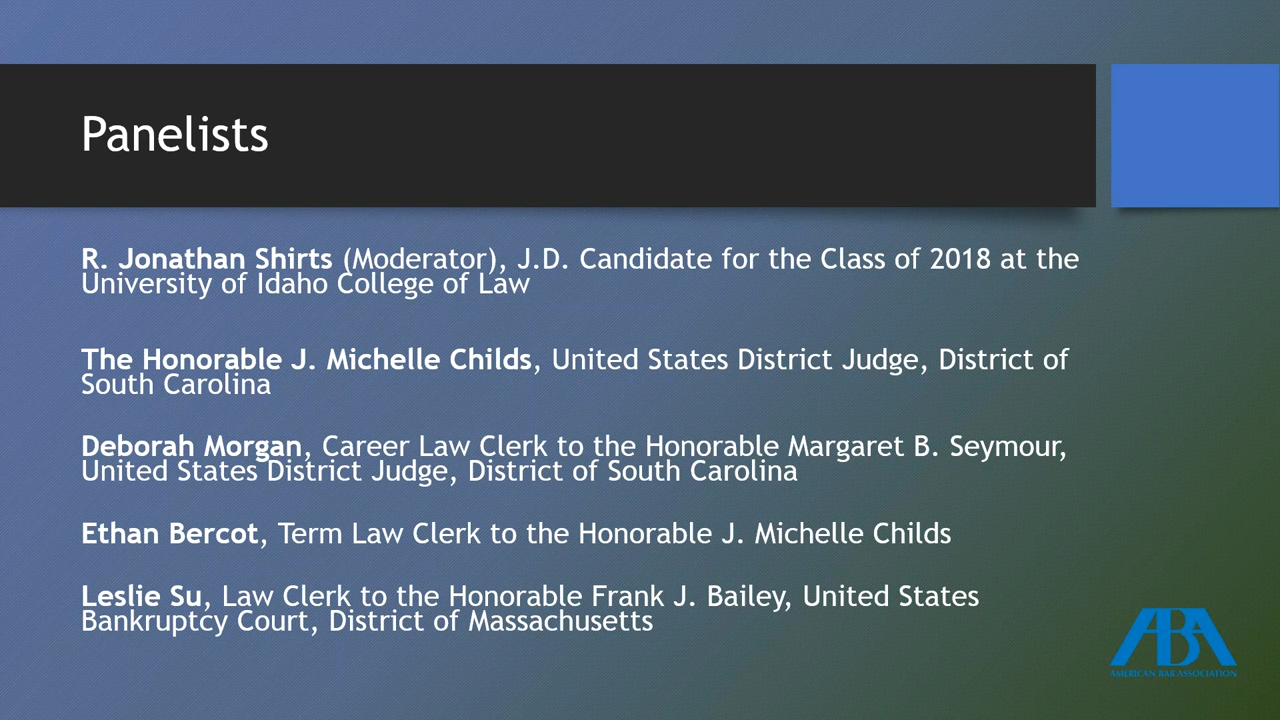 Panelists
R. Jonathan Shirts (Moderator), J.D. Candidate for the Class of 2018 at the
University of Idaho College of Law
The Honorable J. Michelle Childs, United States District Judge, District of
South Carolina
Deborah Morgan, Career Law Clerk to the Honorable Margaret B. Seymour,
United States District Judge, District of South Carolina
Ethan Bercot, Term Law Clerk to the Honorable J. Michelle Childs
Leslie Su, Law Clerk to the Honorable Frank J. Bailey, United States
Bankruptcy Court, District of Massachusetts
ABA
AMERICAN BAR ASSOCIATION